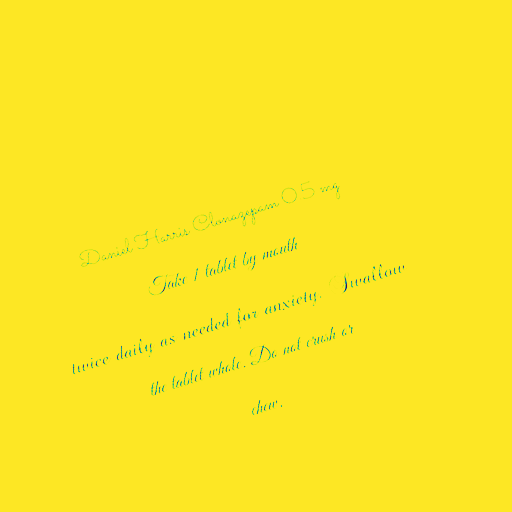 Daniel Harris Clonazepam 0.5 mg
Take 1 tablet by mouth
twice daily as needed for anxiety. Swallow
the tablet whole. Do not crush or
chew.